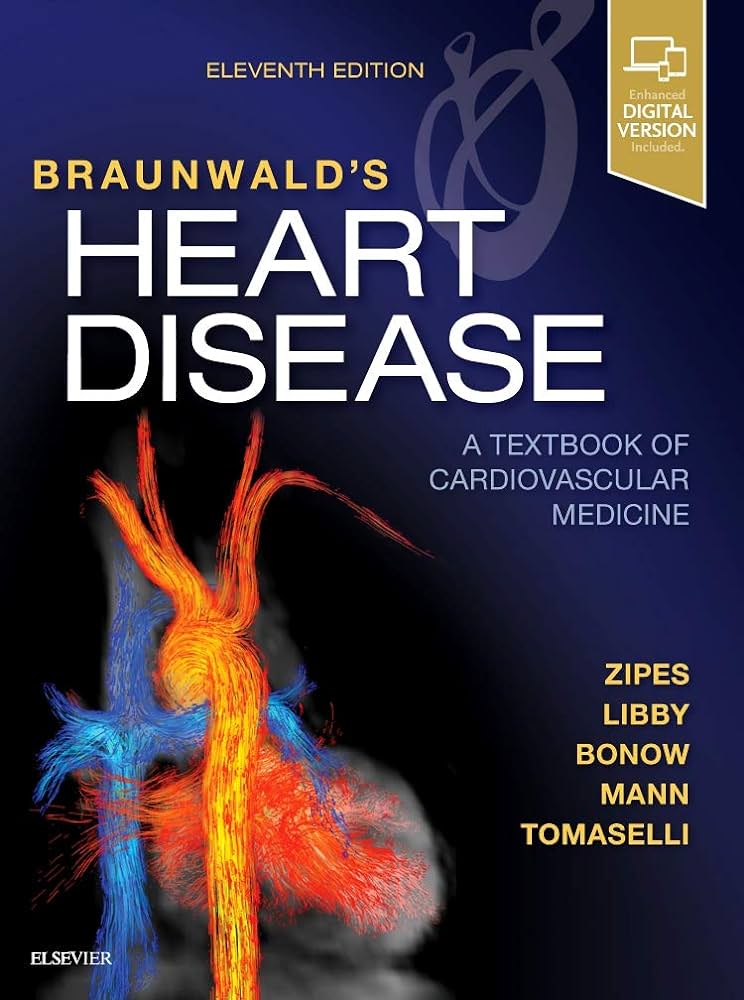 ELEVENTH EDITION
Enhanced
DIGITAL
VERSION
Included.
BRAUNWALD'S
HEART
DISEASE
A TEXTBOOK OF
CARDIOVASCULAR
MEDICINE
ZIPES
LIBBY
BONOW
MANN
TOMASELLI
ELSEVIER